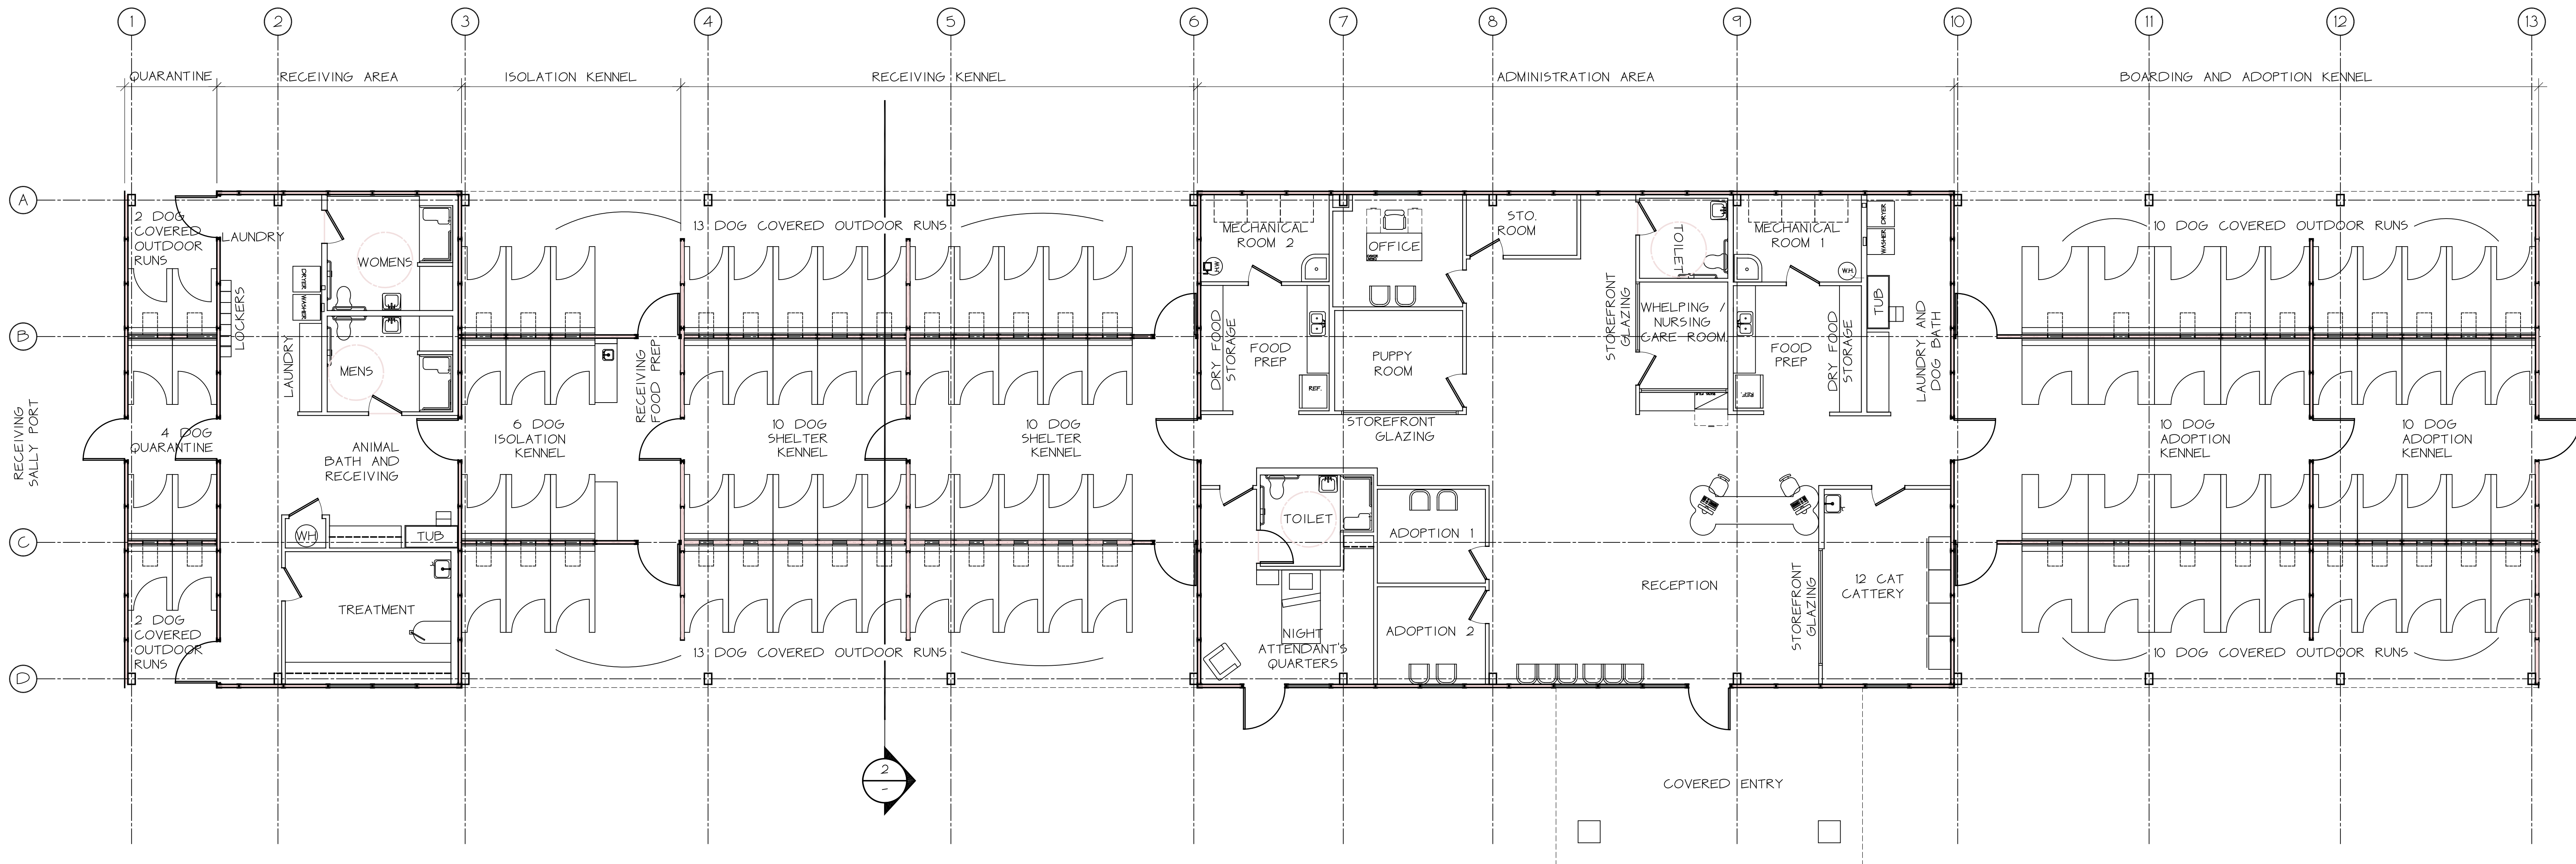 1 2 3 4 5 6 7 8 9 10 11 12 13
QUARANTINE
RECEIVING AREA
ISOLATION KENNEL
RECEIVING KENNEL
ADMINISTRATION AREA
BOARDING AND ADOPTION KENNEL
A
B
C
D
RECEIVING
SALLY PORT
2 DOG
COVERED
OUTDOOR
RUNS
4 DOG
QUARANTINE
2 DOG
COVERED
OUTDOOR
RUNS
LAUNDRY
LOCKERS
DRYER
WASHER
LAUNDRY
WOMENS
MENS
ANIMAL
BATH AND
RECEIVING
WH
TUB
TREATMENT
13 DOG COVERED OUTDOOR RUNS
6 DOG
ISOLATION
KENNEL
RECEIVING
FOOD PREP
10 DOG
SHELTER
KENNEL
10 DOG
SHELTER
KENNEL
13 DOG COVERED OUTDOOR RUNS
2
-
MECHANICAL
ROOM 2
W.H.
DRY FOOD
STORAGE
FOOD
PREP
REF.
OFFICE
PUPPY
ROOM
STO.
ROOM
STOREFRONT
GLAZING
STOREFRONT
GLAZING
TOILET
WHELPING /
NURSING
CARE ROOM
MECHANICAL
ROOM 1
W.H.
FOOD
PREP
REF.
DRY FOOD
STORAGE
DRYER
WASHER
TUB
LAUNDRY AND
DOG BATH
TOILET
NIGHT
ATTENDANT'S
QUARTERS
ADOPTION 1
ADOPTION 2
RECEPTION
STOREFRONT
GLAZING
12 CAT
CATTERY
COVERED ENTRY
10 DOG COVERED OUTDOOR RUNS
10 DOG
ADOPTION
KENNEL
10 DOG
ADOPTION
KENNEL
10 DOG COVERED OUTDOOR RUNS